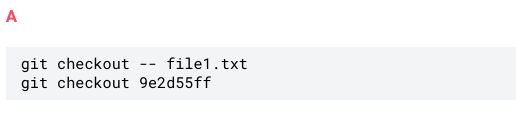 A
git checkout -- file1.txt
git checkout 9e2d55ff